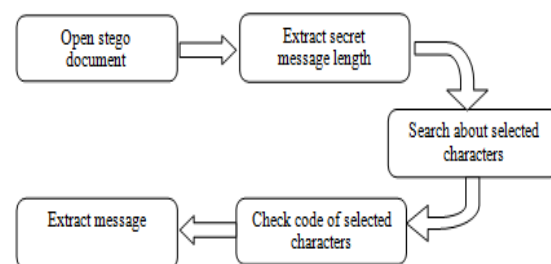 Open stego
document
Extract secret
message length
Search about selected
characters
Check code of selected
characters
Extract message